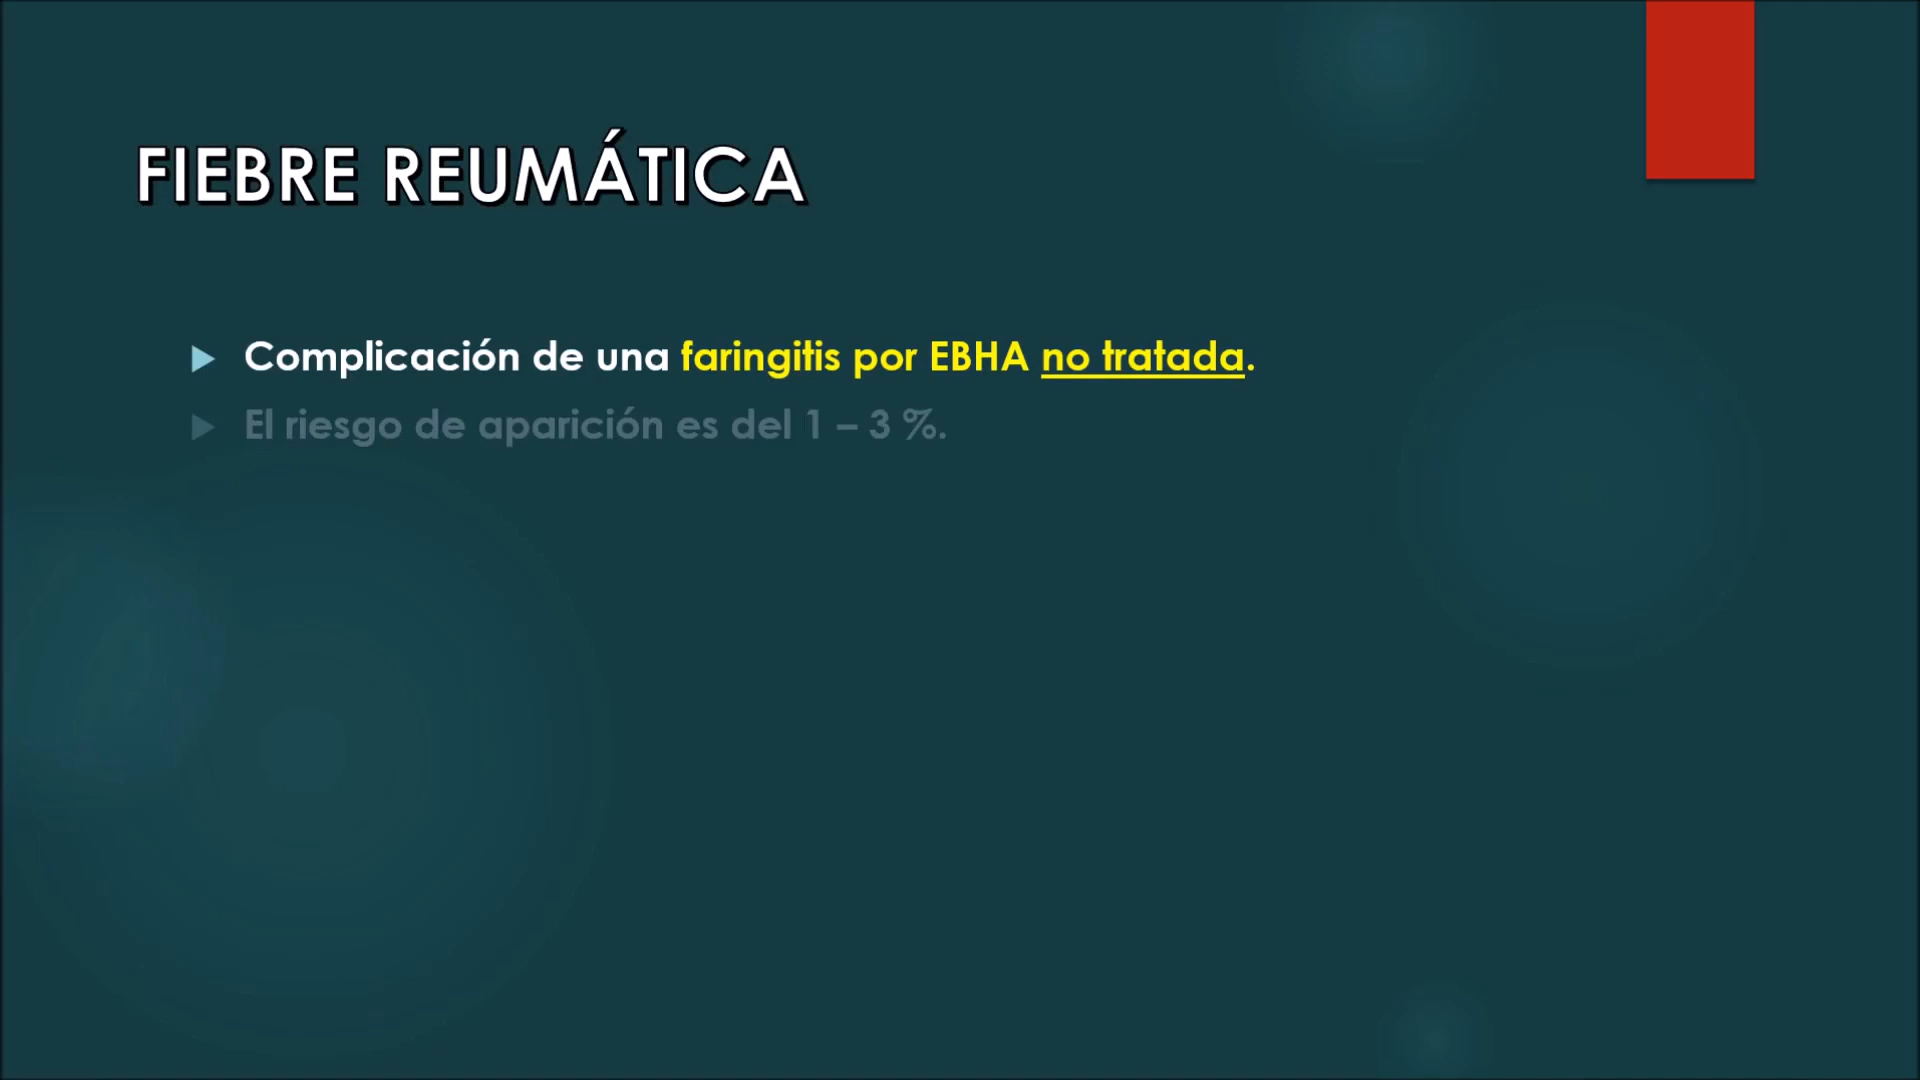 FIEBRE REUMÁTICA
Complicación de una faringitis por EBHA no tratada.
El riesgo de aparición es del 1 – 3 %.